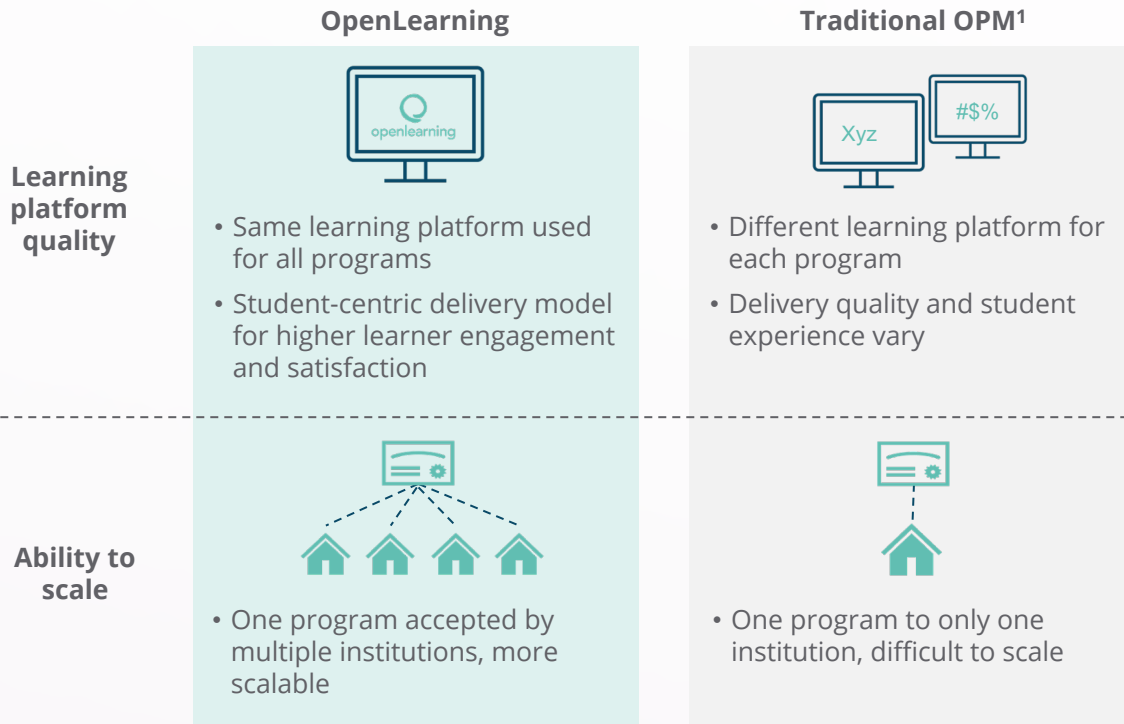 OpenLearning
Traditional OPM¹
Learning
platform
quality
openlearning
• Same learning platform used
for all programs
• Student-centric delivery model
for higher learner engagement
and satisfaction
Xyz
#$%
• Different learning platform for
each program
• Delivery quality and student
experience vary
Ability to
scale
• One program accepted by
multiple institutions, more
scalable
• One program to only one
institution, difficult to scale